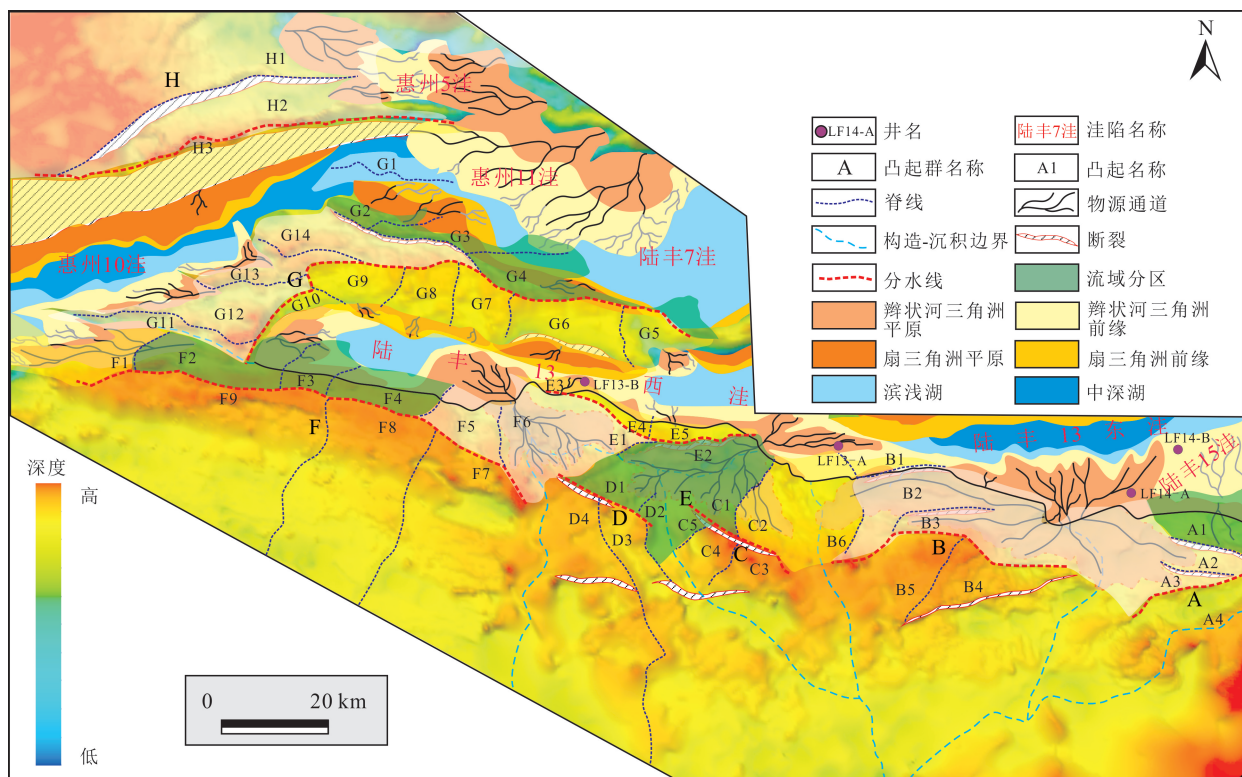 N
H1
H
惠州5洼
H2
H3
G1
惠州11洼
G2
G3
G14
陆丰7洼
惠州10洼
G13
G
G9
G4
G8
G7
G10
G11
G12
G6
G5
F1
F2
陆丰13西洼
F3
E3
LF13-B
F9
F4
F
F8
F5
F6
E4
E5
E1
E2
LF13-A
B1
陆丰13东洼
LF14-B
陆丰15洼
F7
D1
B2
LF14-A
D2
E
C1
D4
D
D3
C5
C2
B3
A1
C4
C
C3
B6
B
A2
B5
B4
A3
A
A4
LF14-A 井名
陆丰7洼 洼陷名称
A 凸起群名称
A1 凸起名称
脊线
物源通道
构造-沉积边界
断裂
分水线
流域分区
辫状河三角洲
平原
辫状河三角洲
前缘
扇三角洲平原
扇三角洲前缘
滨浅湖
中深湖
深度
高
低
0 20 km